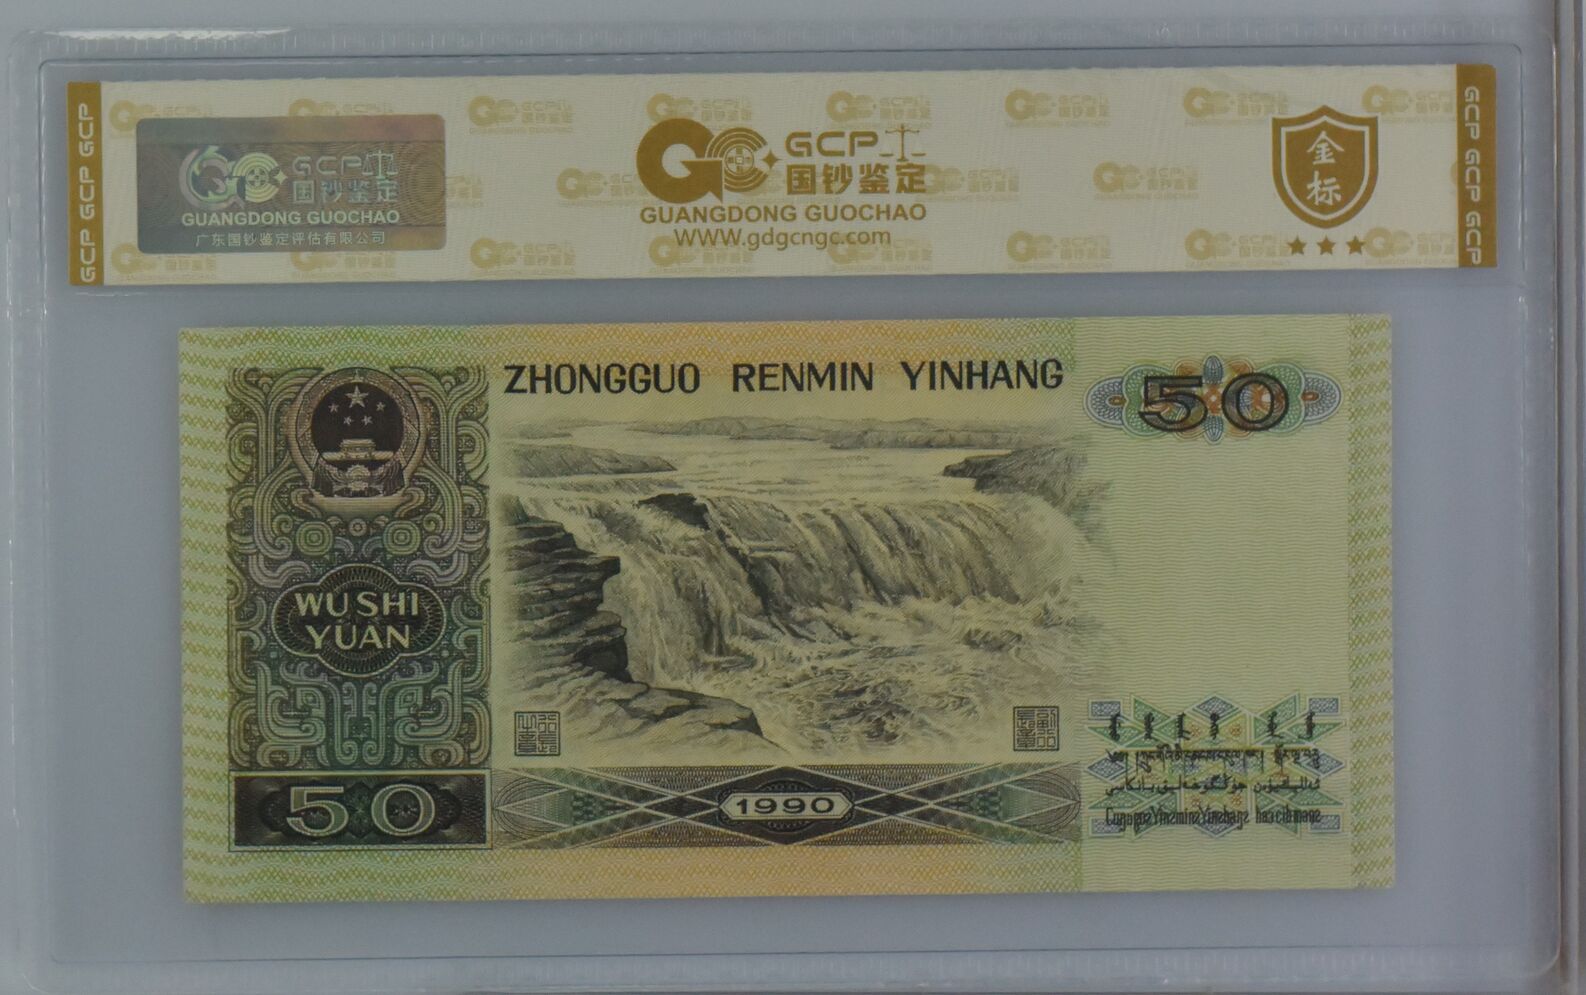 GCP GCP GCP
GCP
国钞鉴定
GUANGDONG GUOCHAO
广东国钞鉴定评估有限公司
GCP
国钞鉴定
GUANGDONG GUOCHAO
WWW.gdgcngc.com
金标
GCP GCP GCP
ZHONGGUO RENMIN YINHANG
50
WU SHI
YUAN
50
1990